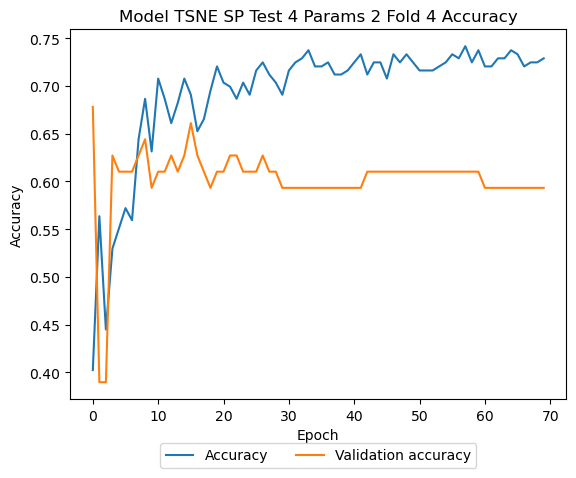 Model TSNE SP Test 4 Params 2 Fold 4 Accuracy
0.75
0.70
0.65
0.60
0.55
0.50
0.45
0.40
Accuracy
0 10 20 30 40 50 60 70
Epoch
Accuracy Validation accuracy